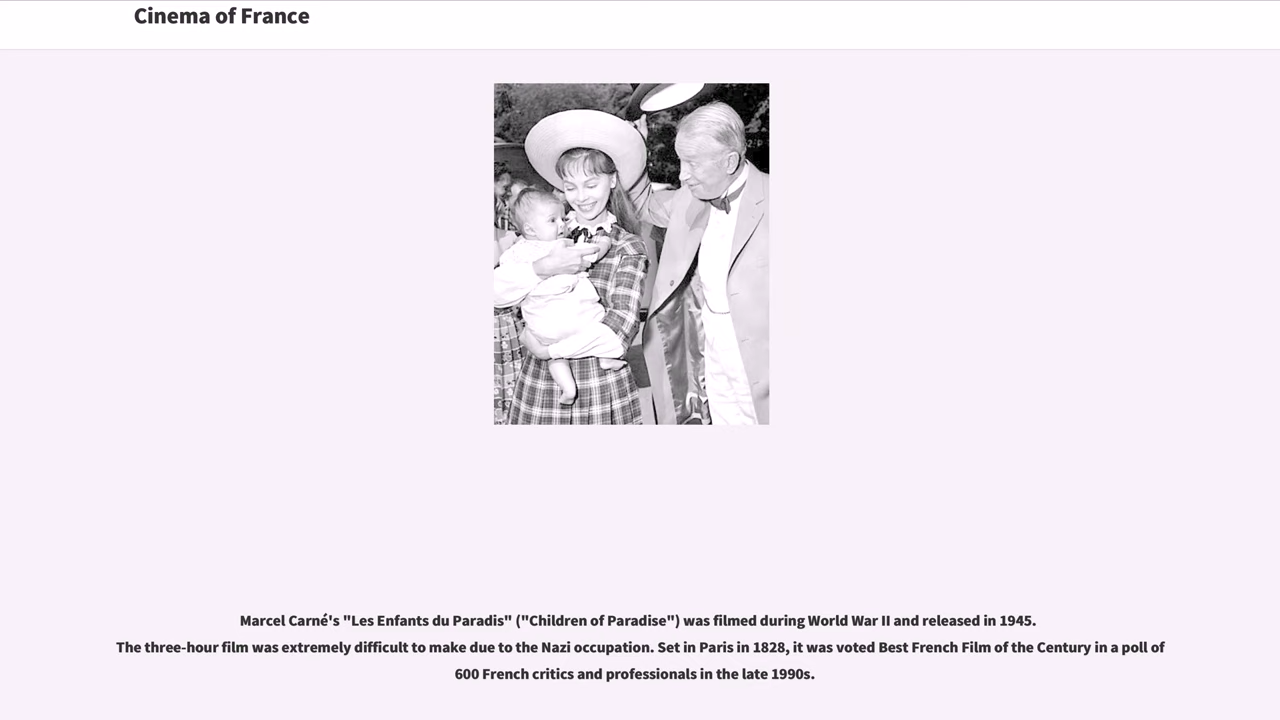 Cinema of France
Marcel Carné's "Les Enfants du Paradis" ("Children of Paradise") was filmed during World War II and released in 1945.
The three-hour film was extremely difficult to make due to the Nazi occupation. Set in Paris in 1828, it was voted Best French Film of the Century in a poll of
600 French critics and professionals in the late 1990s.